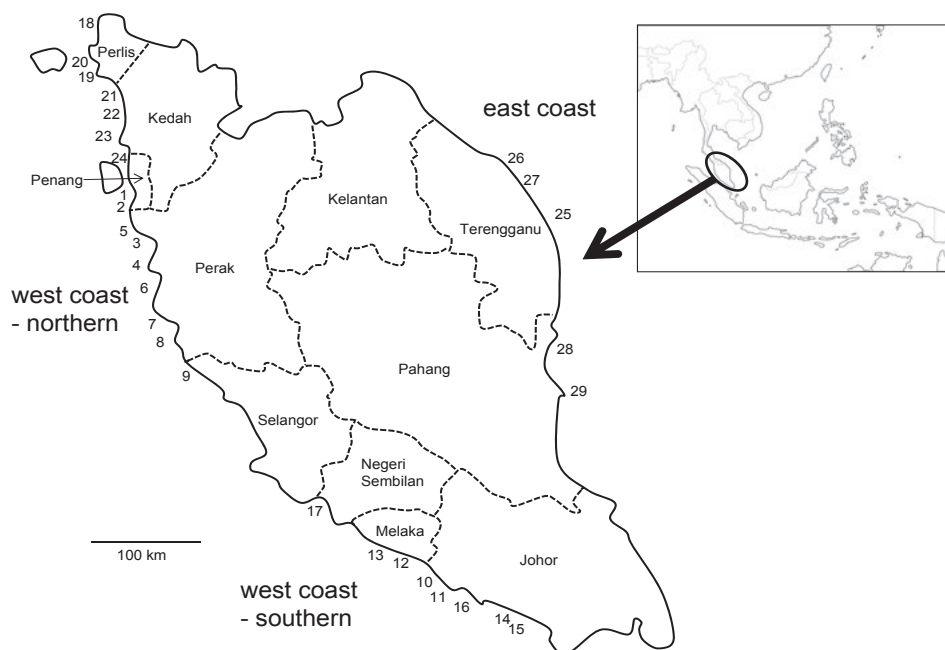 18
Perlis
20
19
21
22
Kedah
23
24
Penang
1
2
5
3
4
6
7
8
9
west coast
- northern
Perak
Kelantan
east coast
26
27
25
Terengganu
28
29
Pahang
Selangor
Negeri
Sembilan
17
Melaka
13
12
10
11
16
14
15
Johor
100 km
west coast
- southern